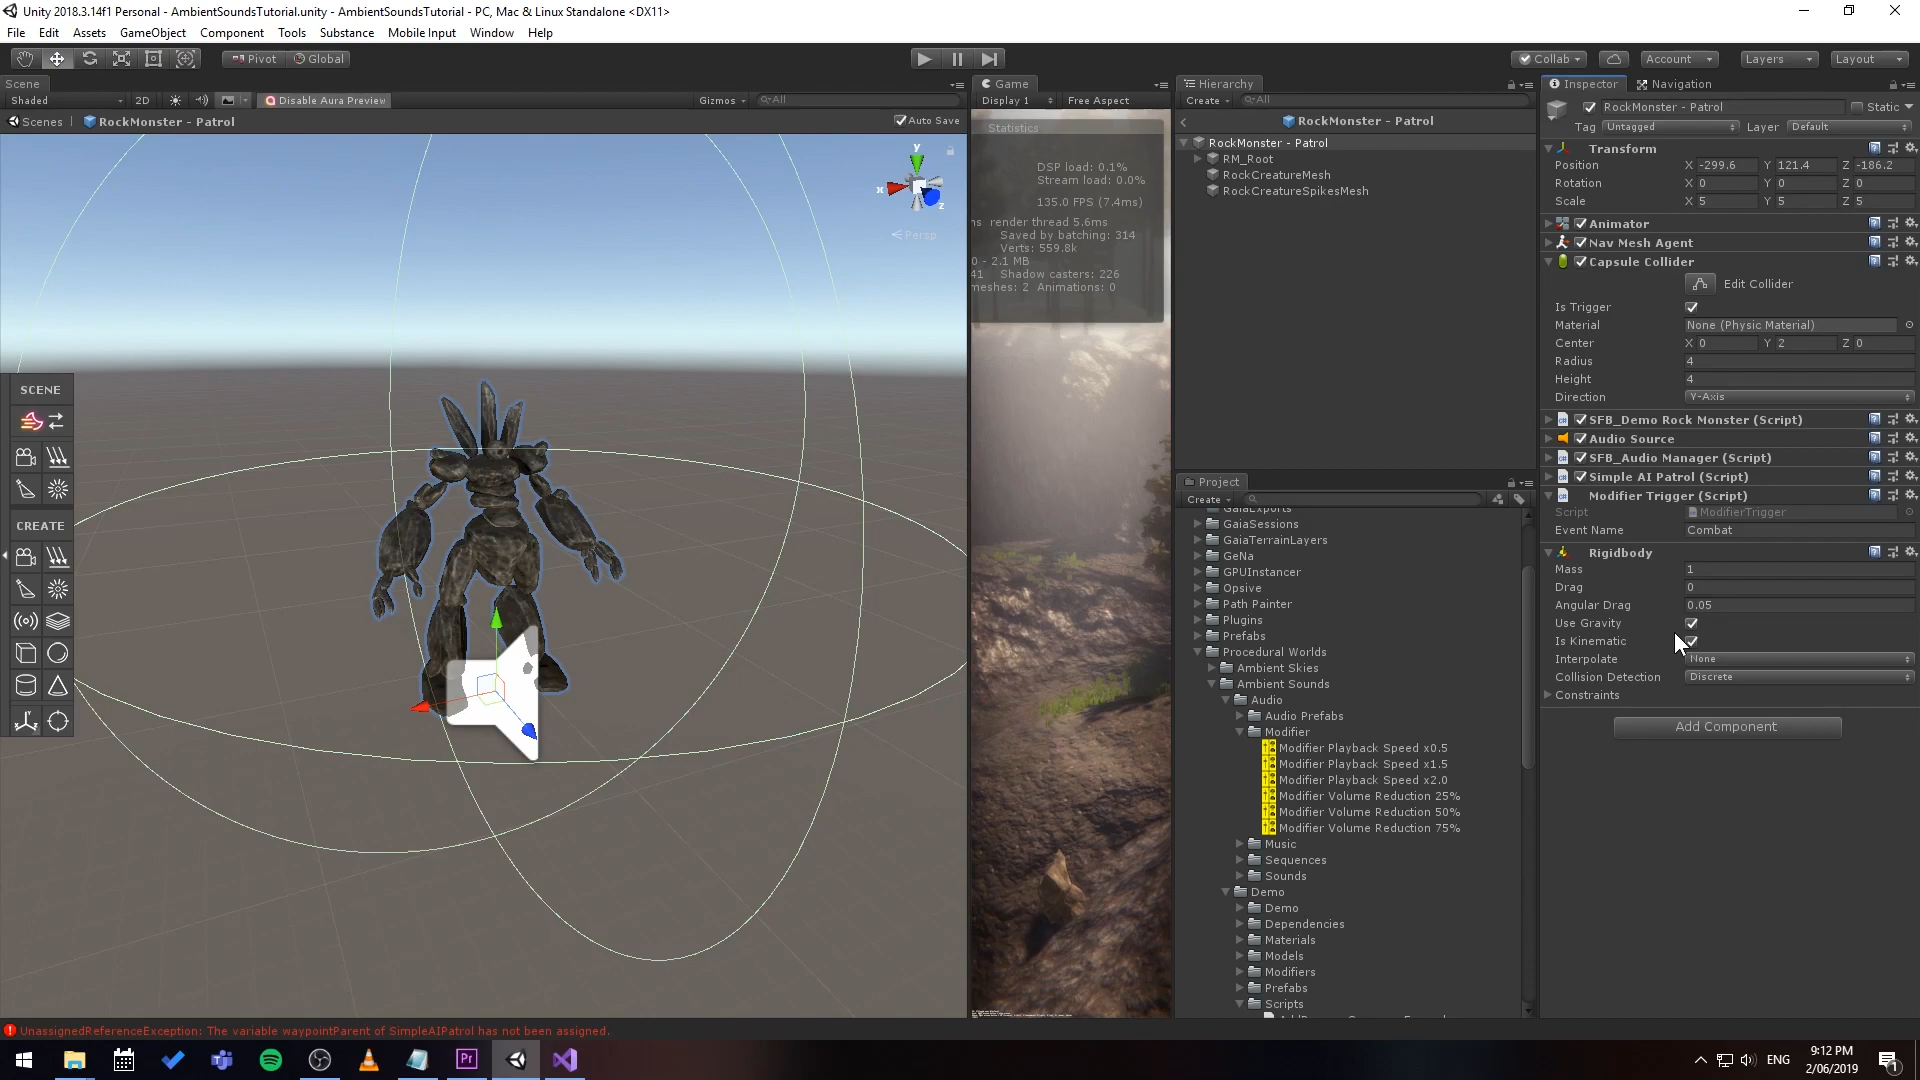 Unity 2018.3.14f1 Personal - AmbientSoundsTutorial.unity - AmbientSoundsTutorial - PC, Mac & Linux Standalone <DX11>
File Edit Assets GameObject Component Tools Substance Mobile Input Window Help
Pivot Global
Collab Account Layers Layout
Scene
Shaded 2D Disable Aura Preview Gizmos All
Scenes RockMonster - Patrol Auto Save
y
x
z
Persp
SCENE
CREATE
Game
Display 1 Free Aspect
Statistics
DSP load: 0.1%
Stream load: 0.0%
135.0 FPS (7.4ms)
ns render thread 5.6ms
Saved by batching: 314
Verts: 559.8k
0 - 2.1 MB
41 Shadow casters: 226
meshes: 2 Animations: 0
Hierarchy
Create All
RockMonster - Patrol
RockMonster - Patrol
RM_Root
RockCreatureMesh
RockCreatureSpikesMesh
Project
Create
GaiaExports
GaiaSessions
GaiaTerrainLayers
GeNa
GPUInstancer
Opsive
Path Painter
Plugins
Prefabs
Procedural Worlds
Ambient Skies
Ambient Sounds
Audio
Audio Prefabs
Modifier
Modifier Playback Speed x0.5
Modifier Playback Speed x1.5
Modifier Playback Speed x2.0
Modifier Volume Reduction 25%
Modifier Volume Reduction 50%
Modifier Volume Reduction 75%
Music
Sequences
Sounds
Demo
Demo
Dependencies
Materials
Models
Modifiers
Prefabs
Scripts
Inspector Navigation
RockMonster - Patrol Static
Tag Untagged Layer Default
Transform
Position X -299.6 Y 121.4 Z -186.2
Rotation X 0 Y 0 Z 0
Scale X 5 Y 5 Z 5
Animator
Nav Mesh Agent
Capsule Collider
Edit Collider
Is Trigger
Material None (Physic Material)
Center X 0 Y 2 Z 0
Radius 4
Height 4
Direction Y-Axis
SFB_Demo Rock Monster (Script)
Audio Source
SFB_Audio Manager (Script)
Simple AI Patrol (Script)
Modifier Trigger (Script)
Script ModifierTrigger
Event Name Combat
Rigidbody
Mass 1
Drag 0
Angular Drag 0.05
Use Gravity
Is Kinematic
Interpolate None
Collision Detection Discrete
Constraints
Add Component
UnassignedReferenceException: The variable waypointParent of SimpleAIPatrol has not been assigned.
Pr
ENG
9:12 PM
2/06/2019
1